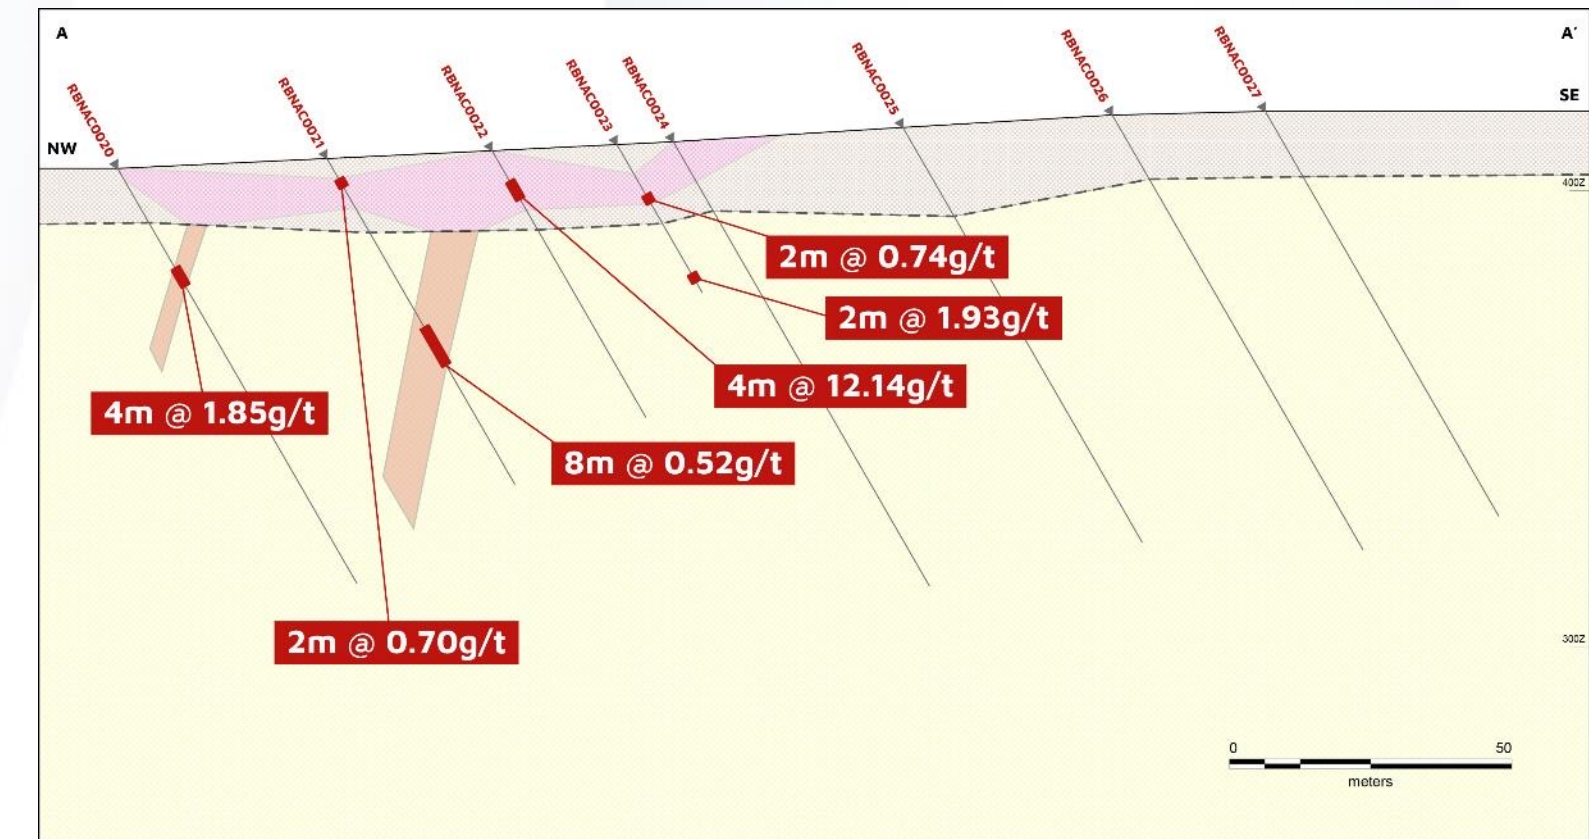 A
A'
SE
NW
RBNAC0020
RBNAC0021
RBNAC0022
RBNAC0023
RBNAC0024
RBNAC0025
RBNAC0026
RBNAC0027
400Z
2m @ 0.74g/t
2m @ 1.93g/t
4m @ 12.14g/t
4m @ 1.85g/t
8m @ 0.52g/t
2m @ 0.70g/t
300Z
0 50
meters